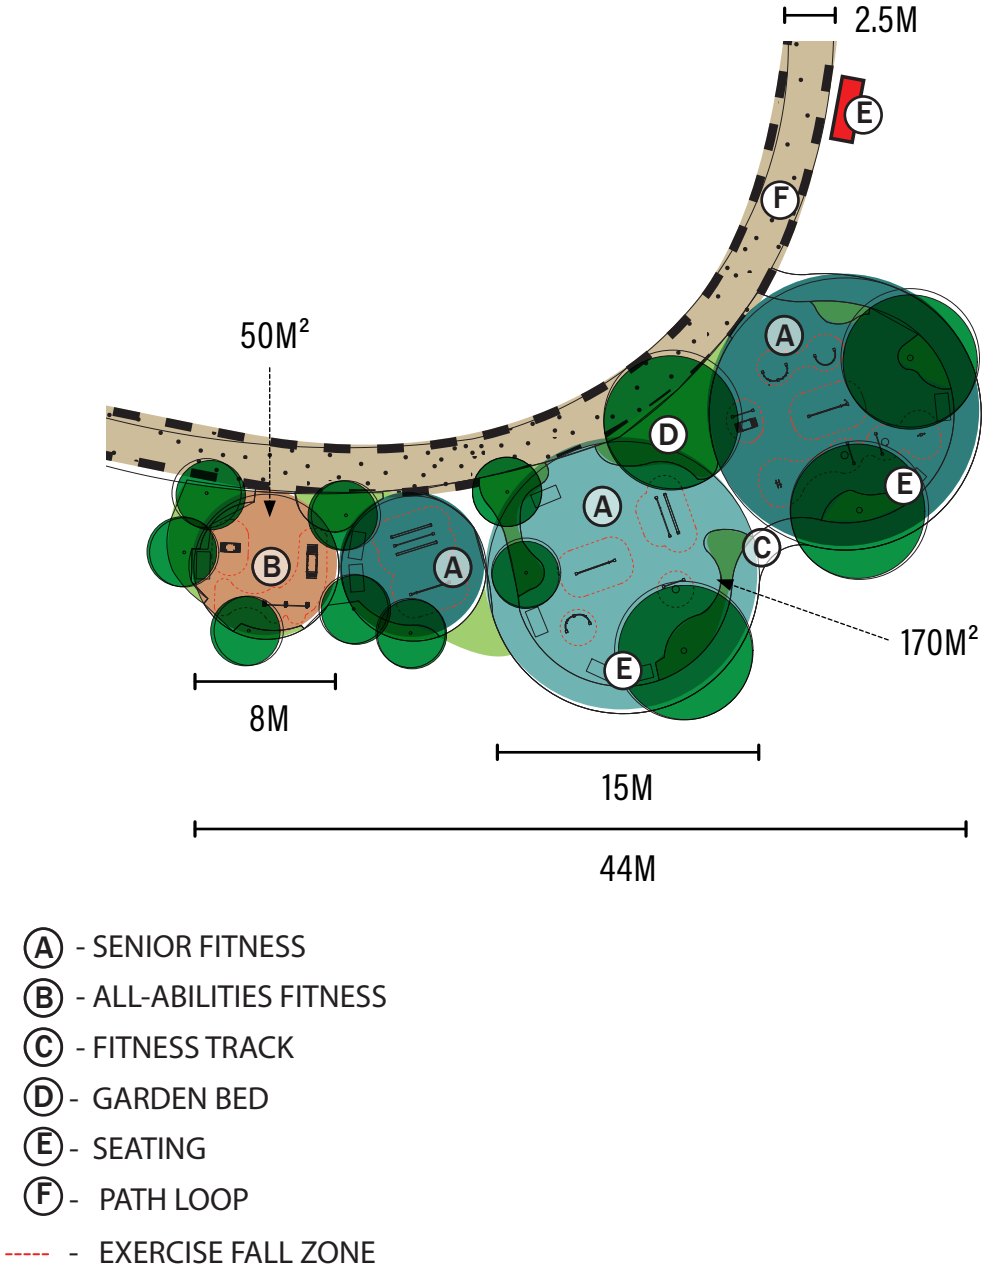 2.5M
E
F
50M²
A
D
A
E
C
B
A
170M²
E
8M
15M
44M
A - SENIOR FITNESS
B - ALL-ABILITIES FITNESS
C - FITNESS TRACK
D - GARDEN BED
E - SEATING
F - PATH LOOP
- EXERCISE FALL ZONE